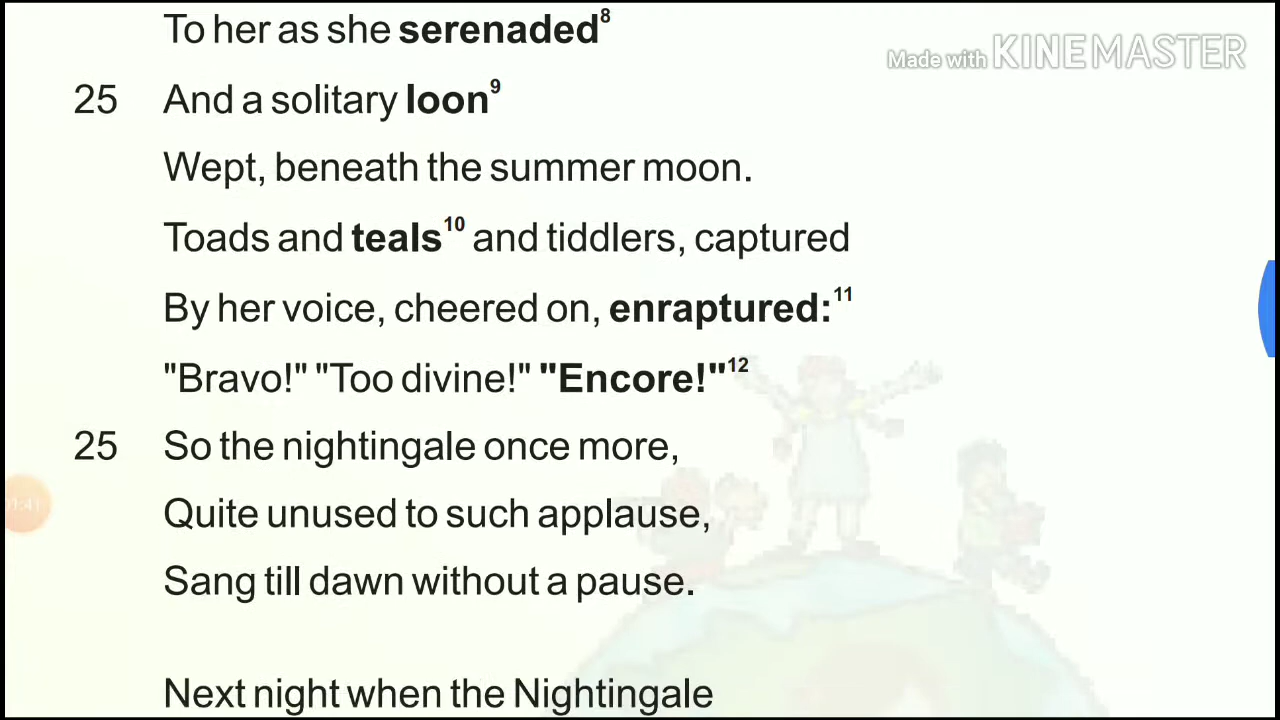 To her as she serenaded8
Made with KINEMASTER
25 And a solitary loon9
Wept, beneath the summer moon.
Toads and teals10 and tiddlers, captured
By her voice, cheered on, enraptured:11
"Bravo!" "Too divine!" "Encore!"12
25 So the nightingale once more,
Quite unused to such applause,
Sang till dawn without a pause.
Next night when the Nightingale